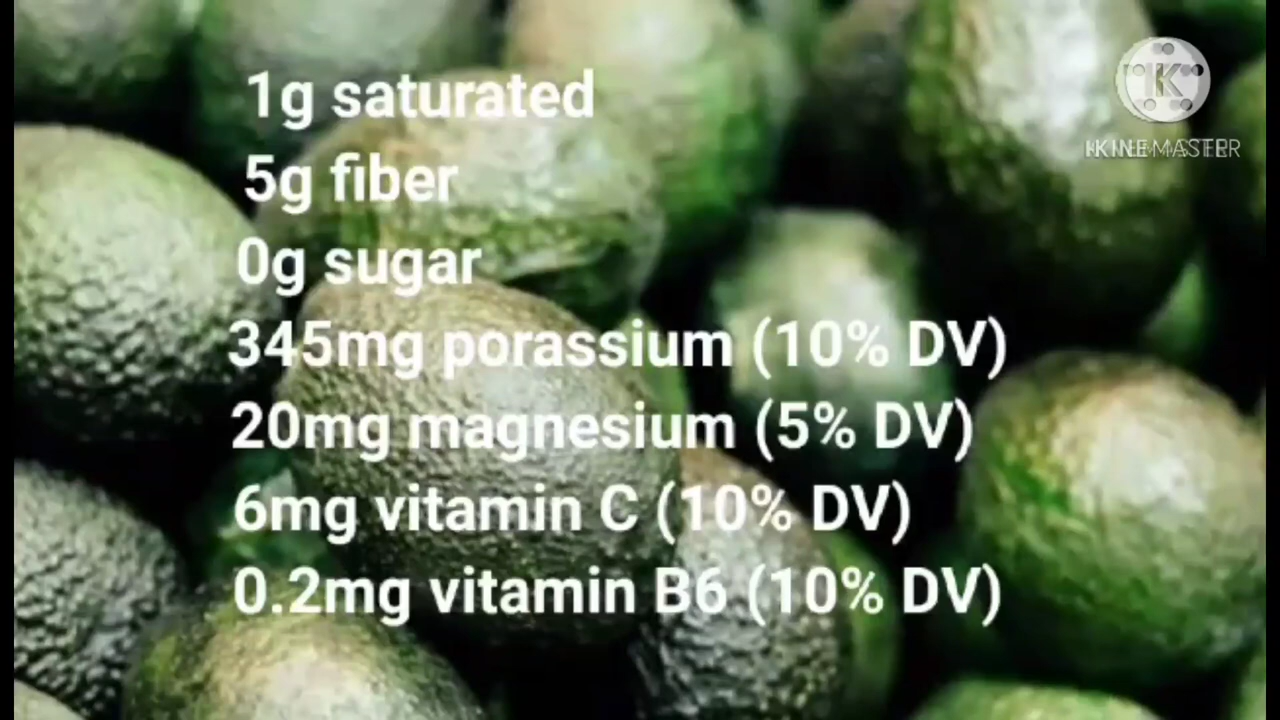 1g saturated
5g fiber
0g sugar
345mg porassium (10% DV)
20mg magnesium (5% DV)
6mg vitamin C (10% DV)
0.2mg vitamin B6 (10% DV)
K
KINEMASTER